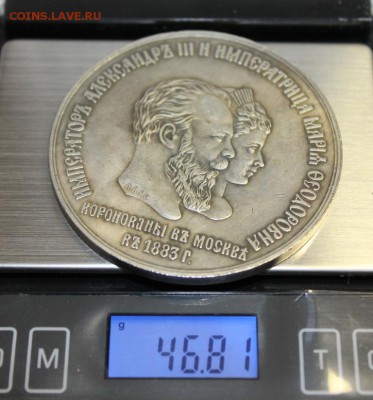 COINS.LAVE.RU
ИМПЕРАТОРЪ АЛЕКСАНДРЪ III И ИМПЕРАТРИЦА МАРІЯ ѲЕОДОРОВНА
КОРОНОВАНЫ ВЪ МОСКВѢ
ВЪ 1883 Г.
g
46.81
M
T